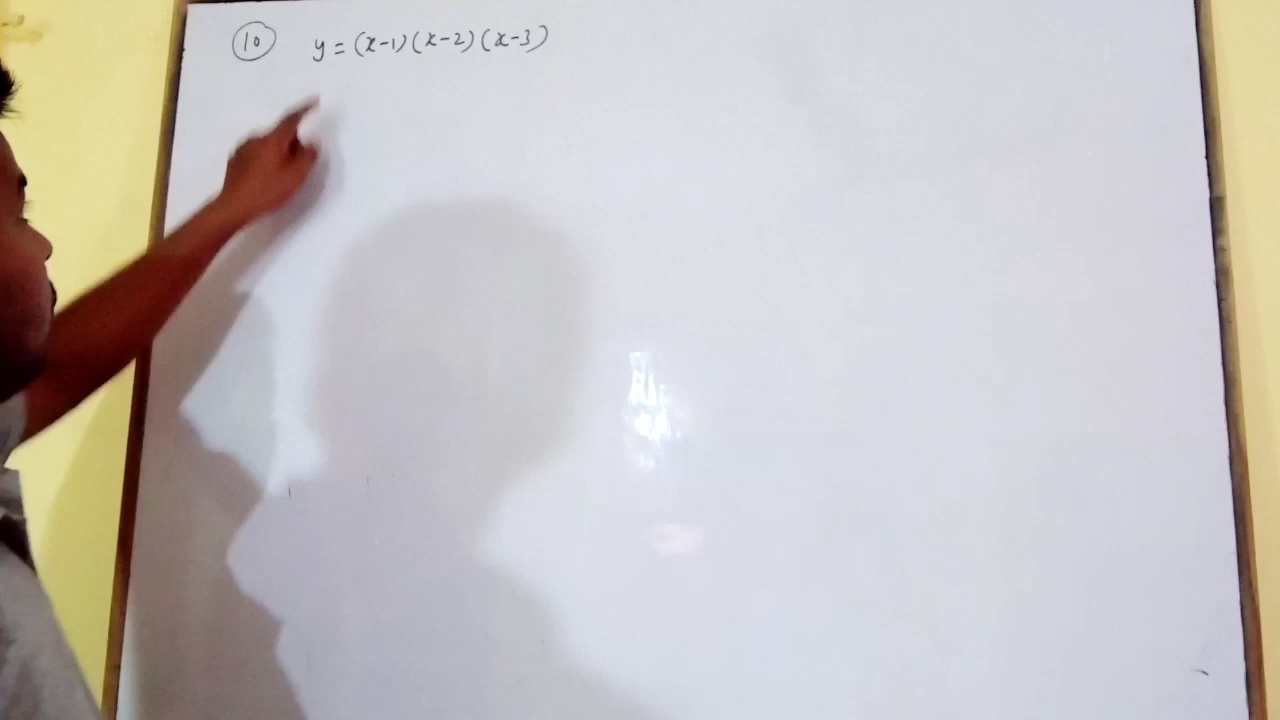 10 y = (x-1)(x-2)(x-3)